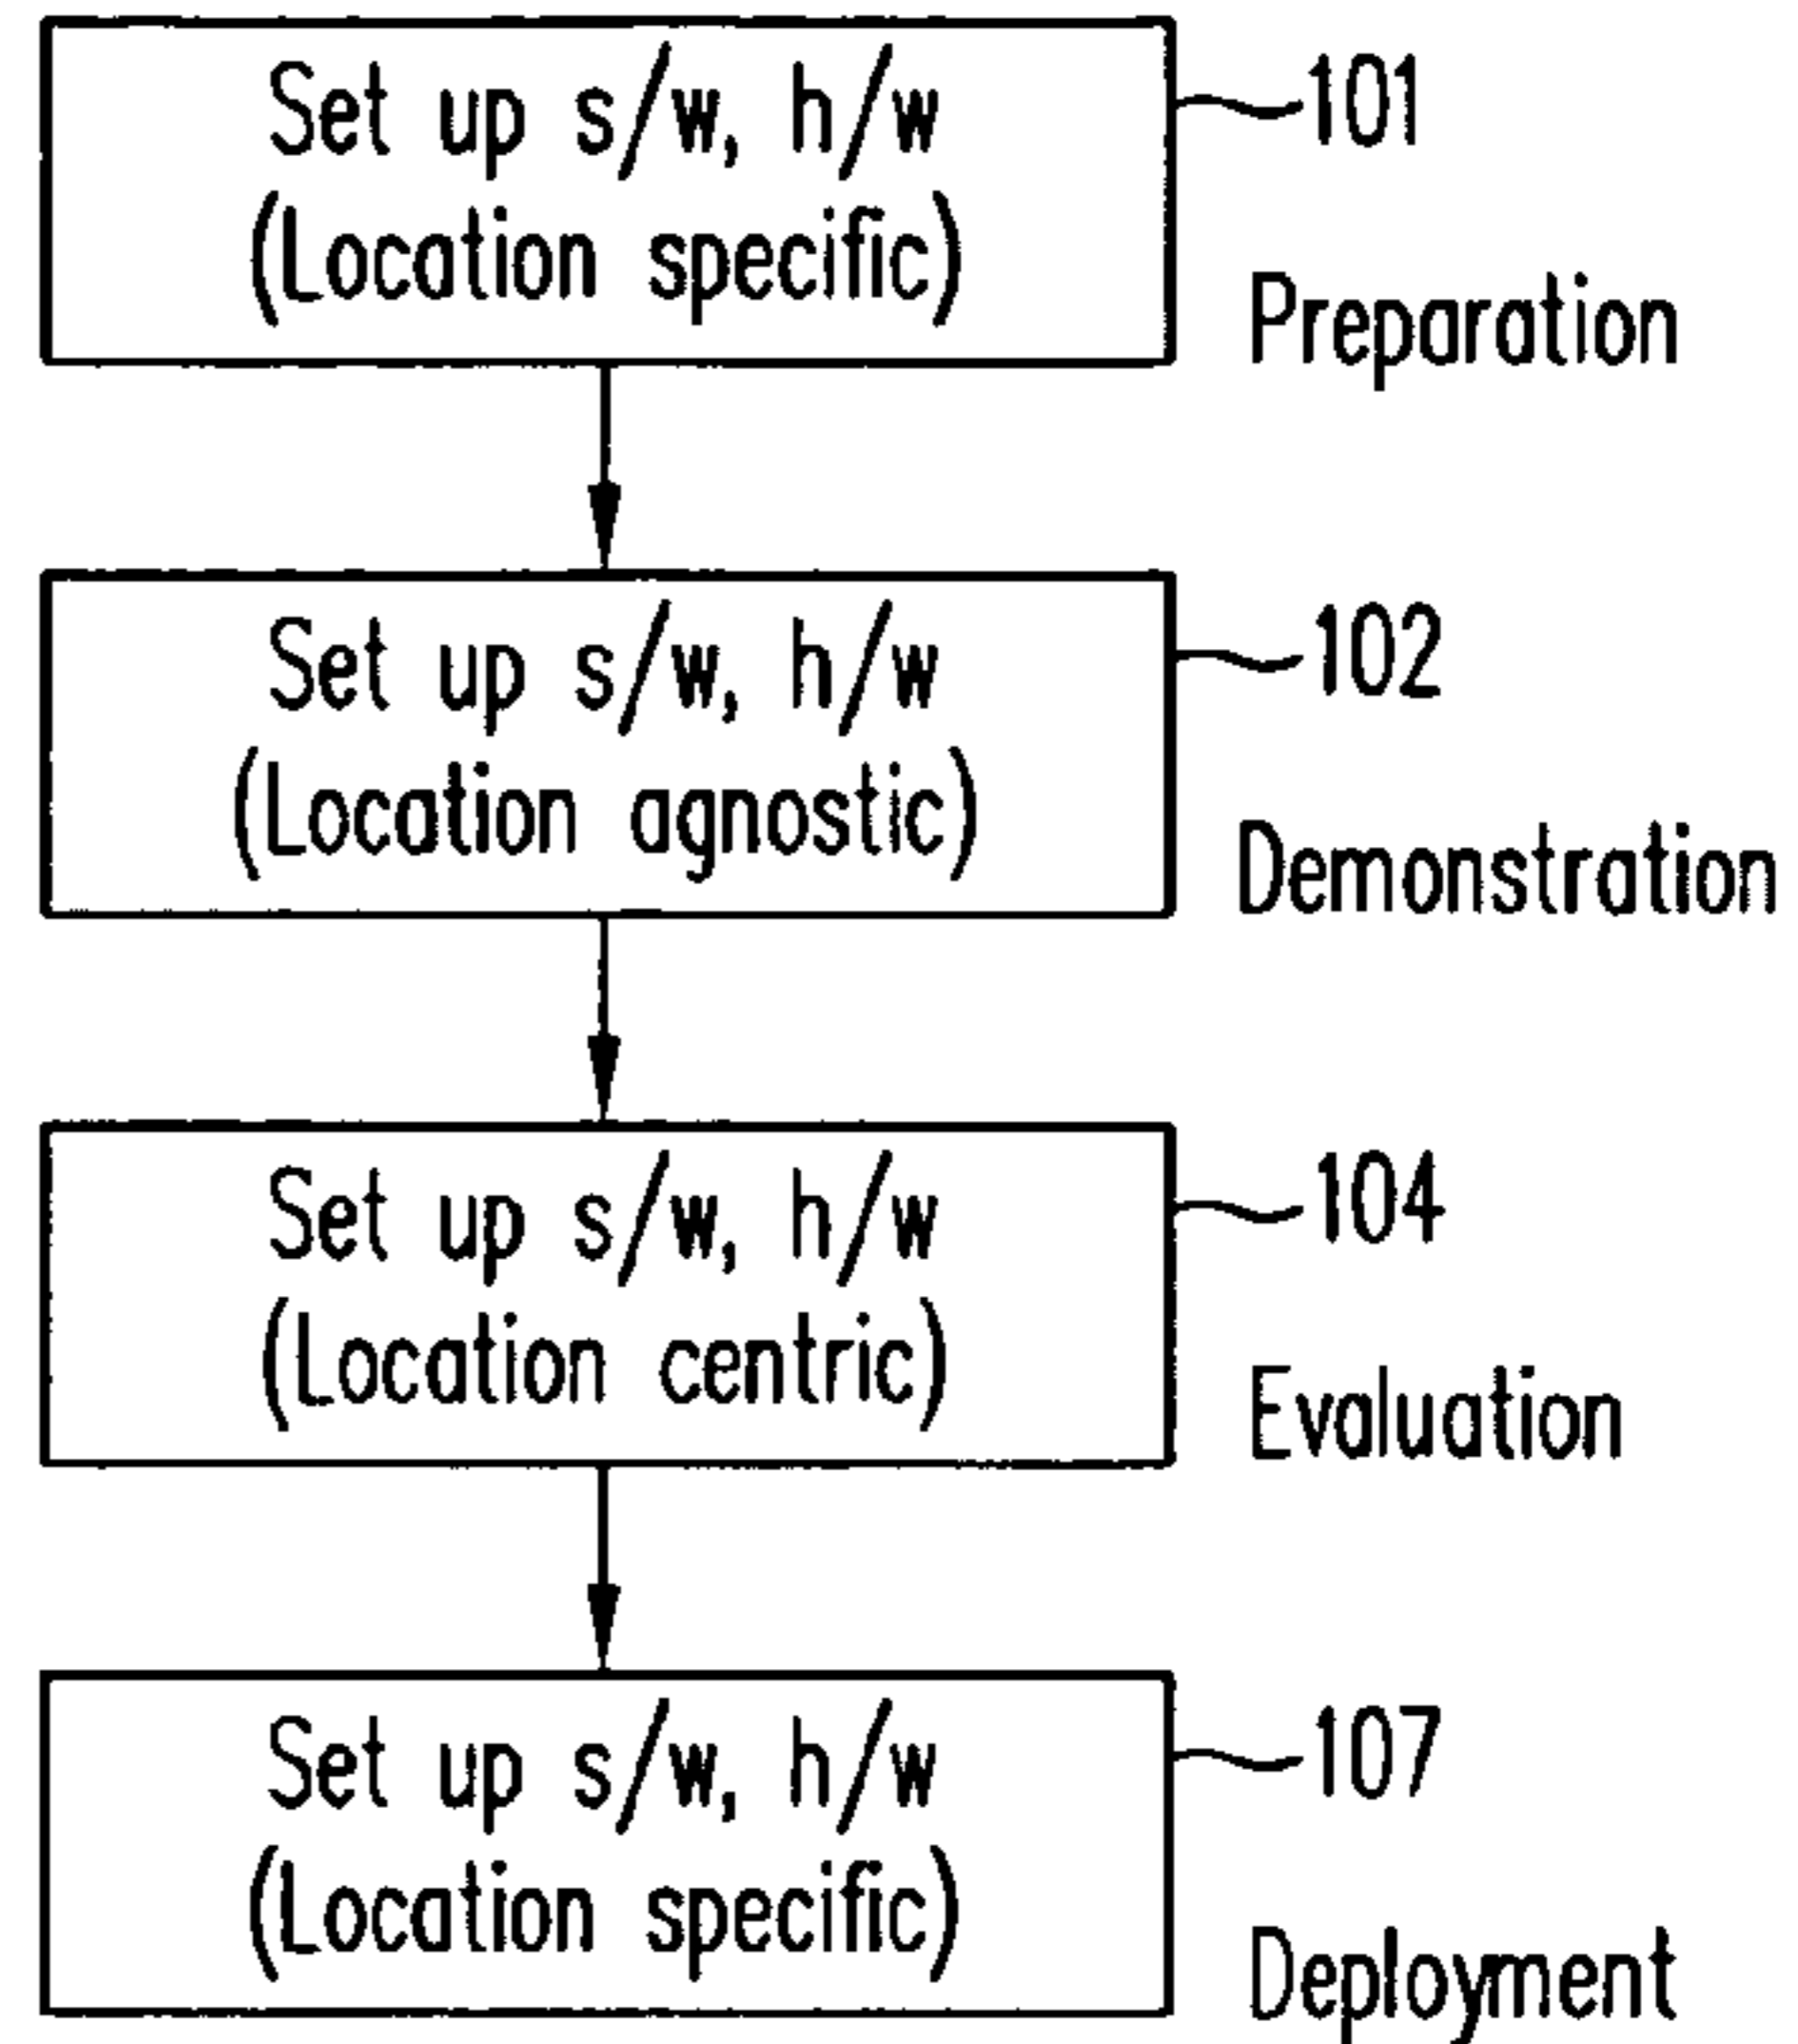 Set up s/w, h/w
(Location specific)
101
Preparation
Set up s/w, h/w
(Location agnostic)
102
Demonstration
Set up s/w, h/w
(Location centric)
104
Evaluation
Set up s/w, h/w
(Location specific)
107
Deployment